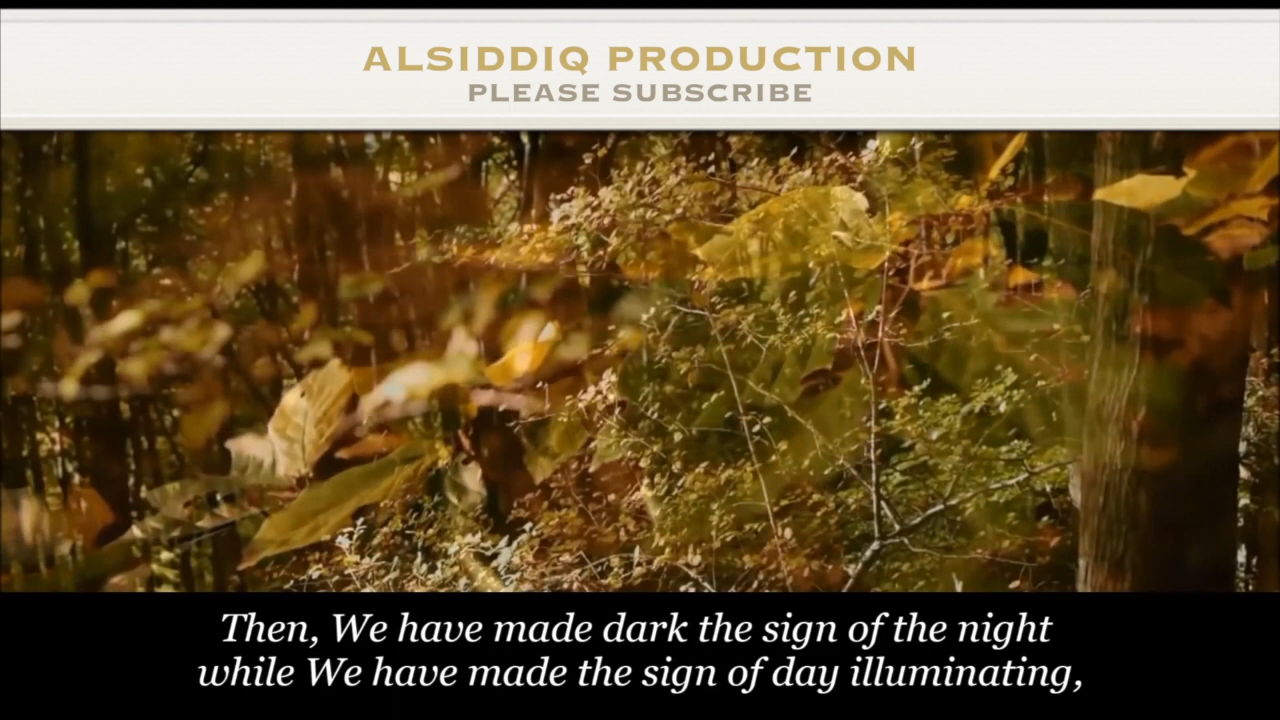 ALSIDDIQ PRODUCTION
PLEASE SUBSCRIBE
Then, We have made dark the sign of the night
while We have made the sign of day illuminating,